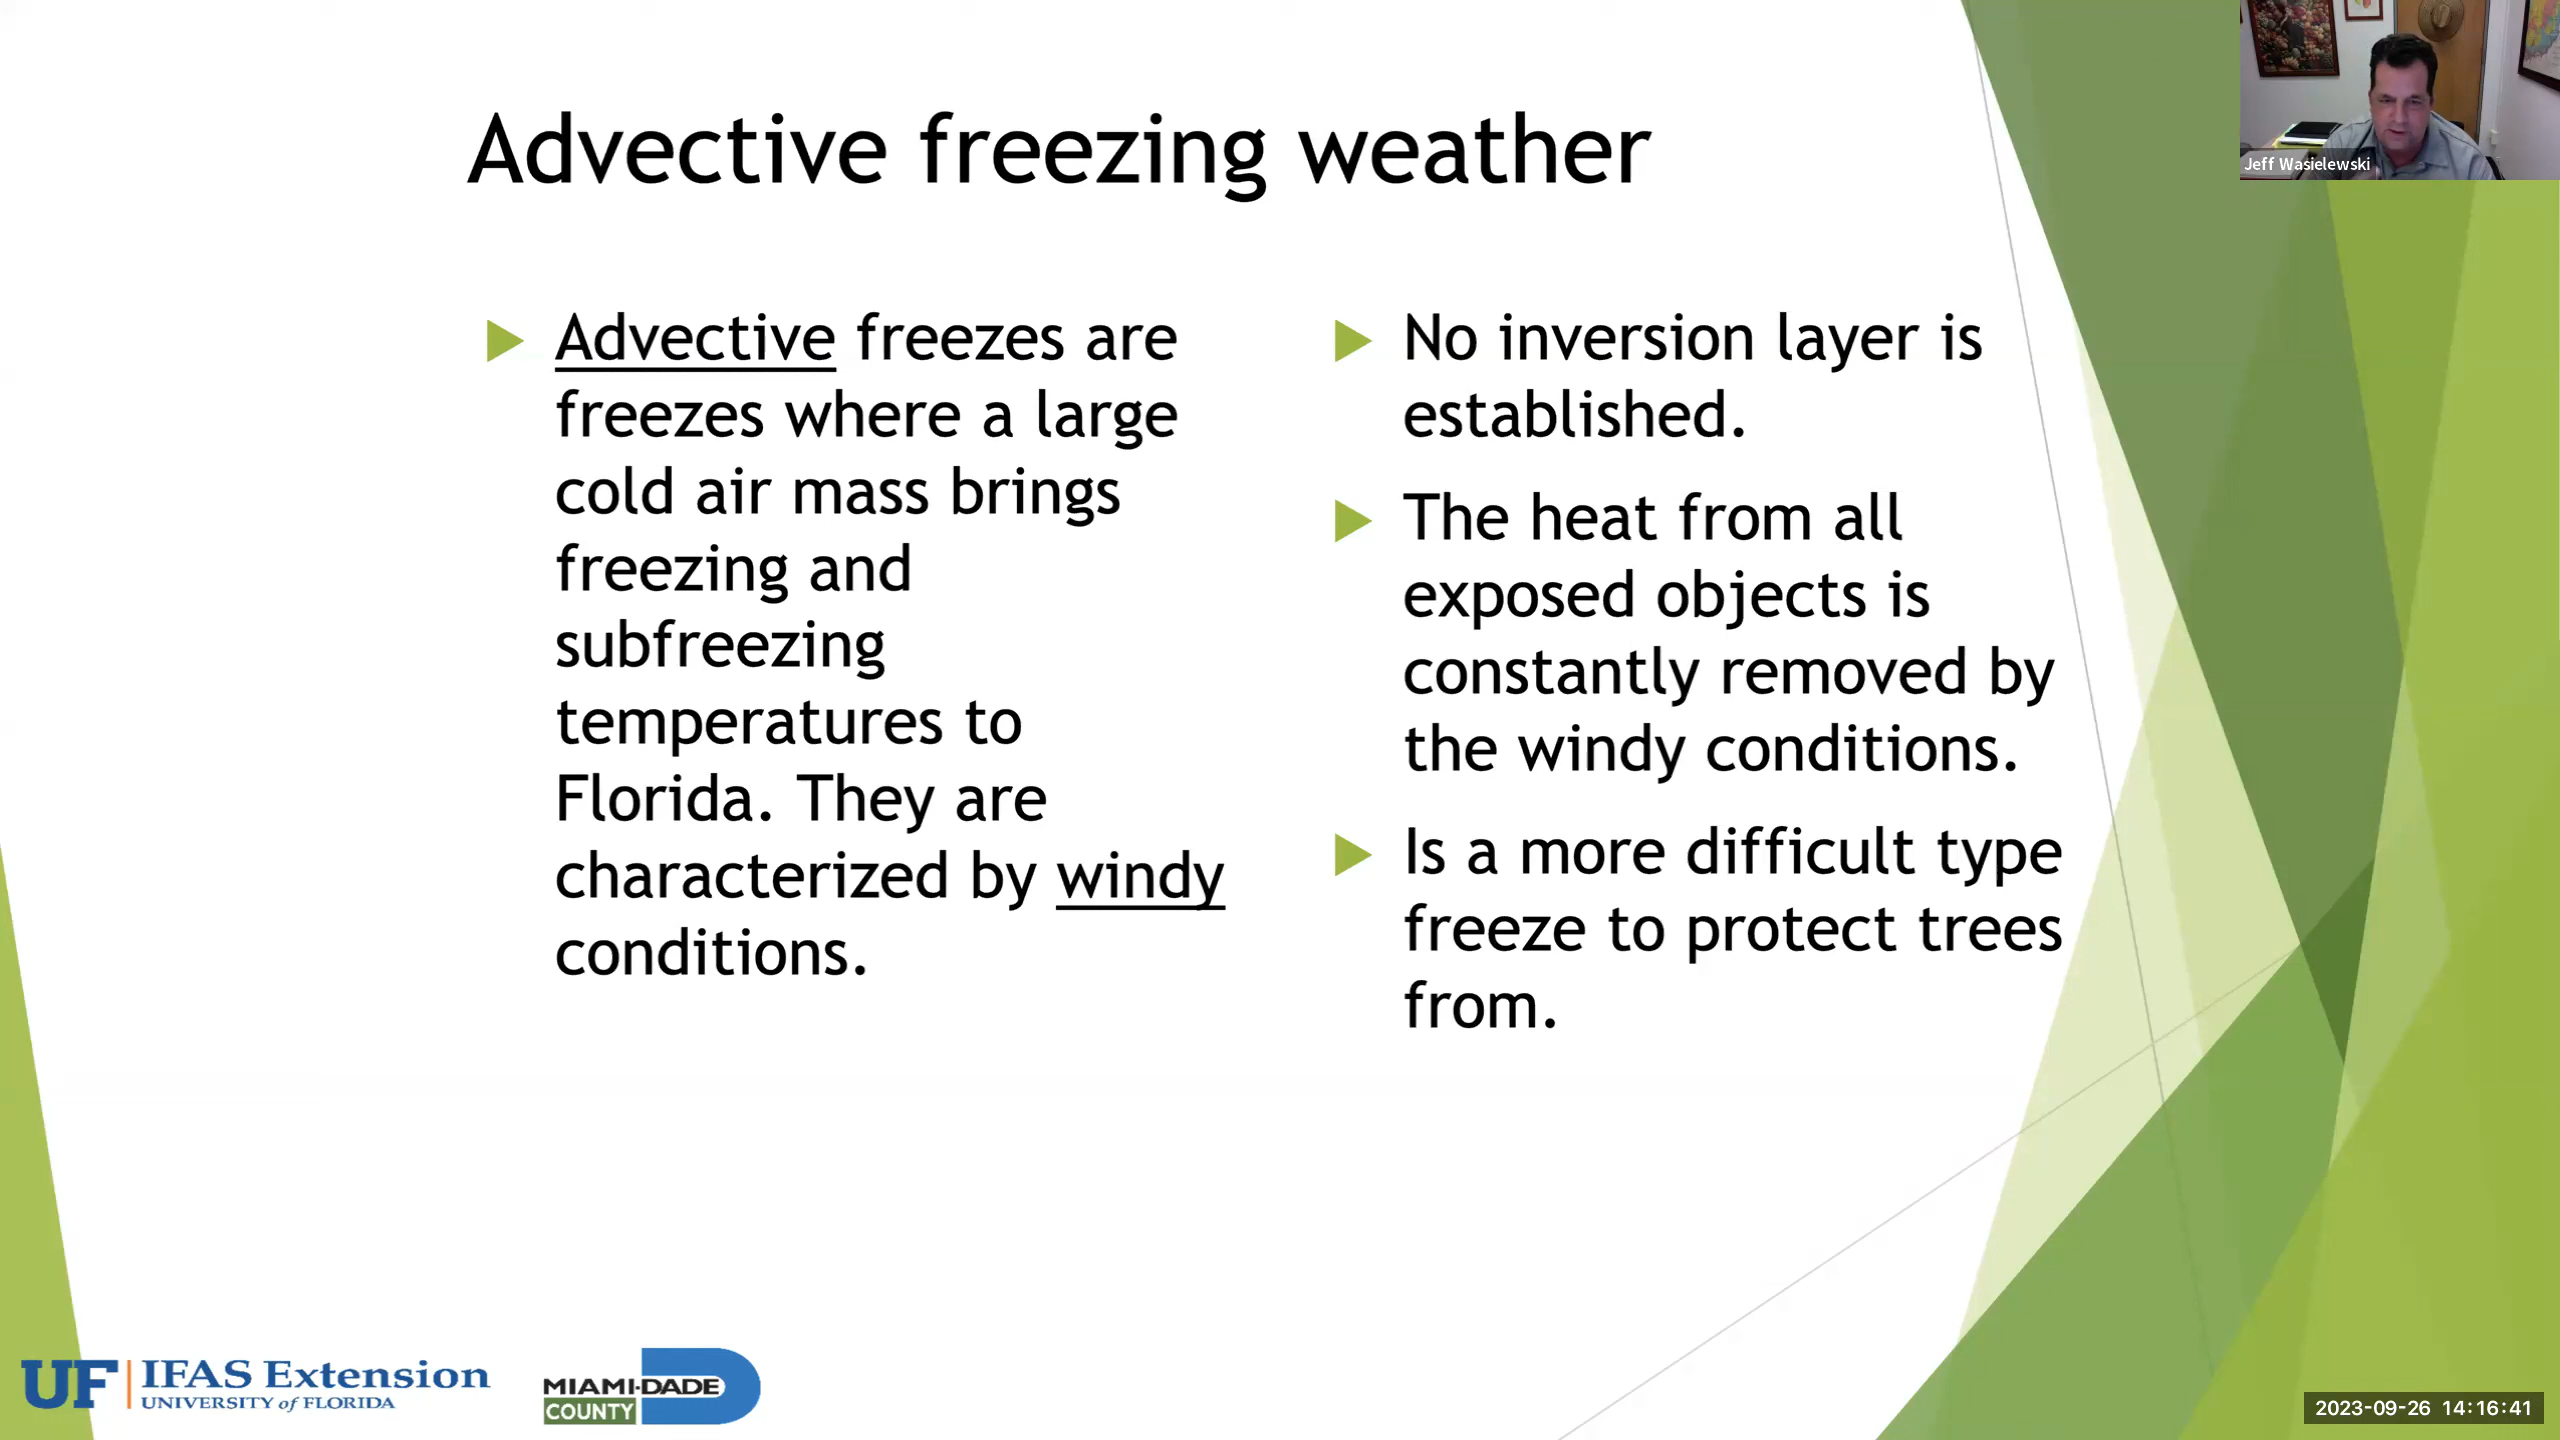 Advective freezing weather
Advective freezes are
freezes where a large
cold air mass brings
freezing and
subfreezing
temperatures to
Florida. They are
characterized by windy
conditions.
No inversion layer is
established.
The heat from all
exposed objects is
constantly removed by
the windy conditions.
Is a more difficult type
freeze to protect trees
from.
Jeff Wasielewski
UF | IFAS Extension
UNIVERSITY of FLORIDA
MIAMI-DADE
COUNTY
2023-09-26 14:16:41